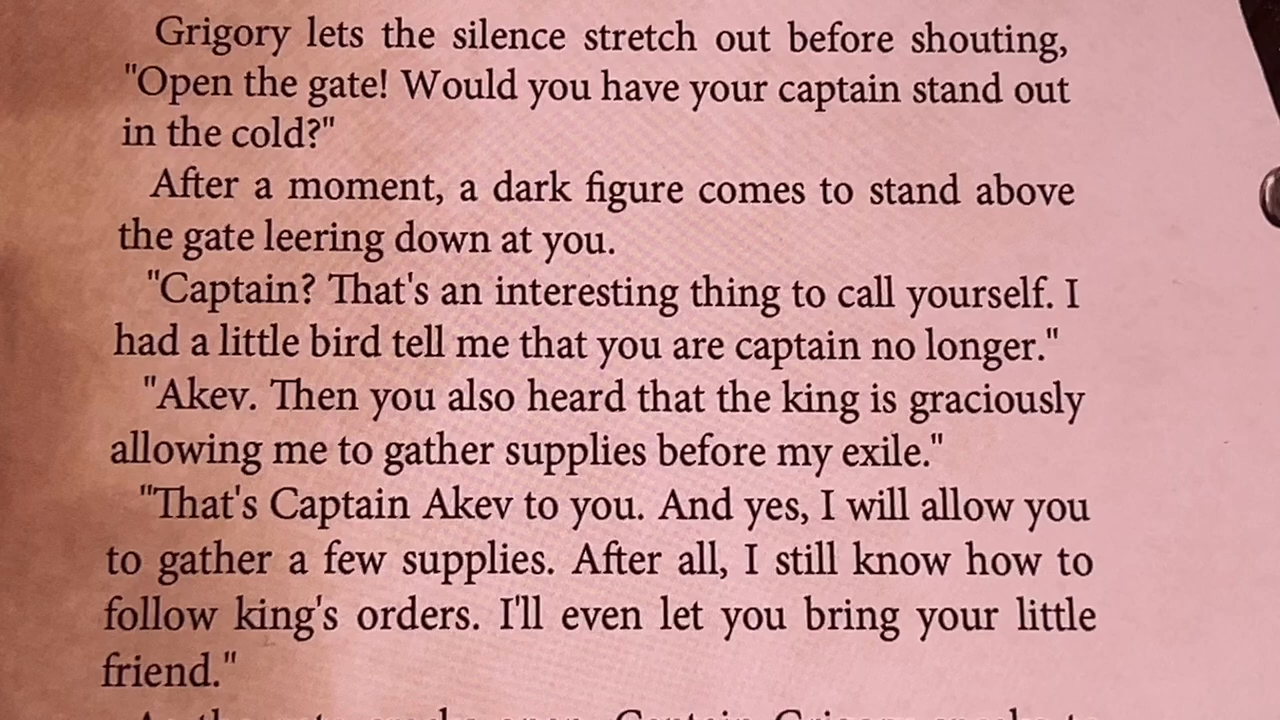 Grigory lets the silence stretch out before shouting,
"Open the gate! Would you have your captain stand out
in the cold?"
After a moment, a dark figure comes to stand above
the gate leering down at you.
"Captain? That's an interesting thing to call yourself. I
had a little bird tell me that you are captain no longer."
"Akev. Then you also heard that the king is graciously
allowing me to gather supplies before my exile."
"That's Captain Akev to you. And yes, I will allow you
to gather a few supplies. After all, I still know how to
follow king's orders. I'll even let you bring your little
friend."